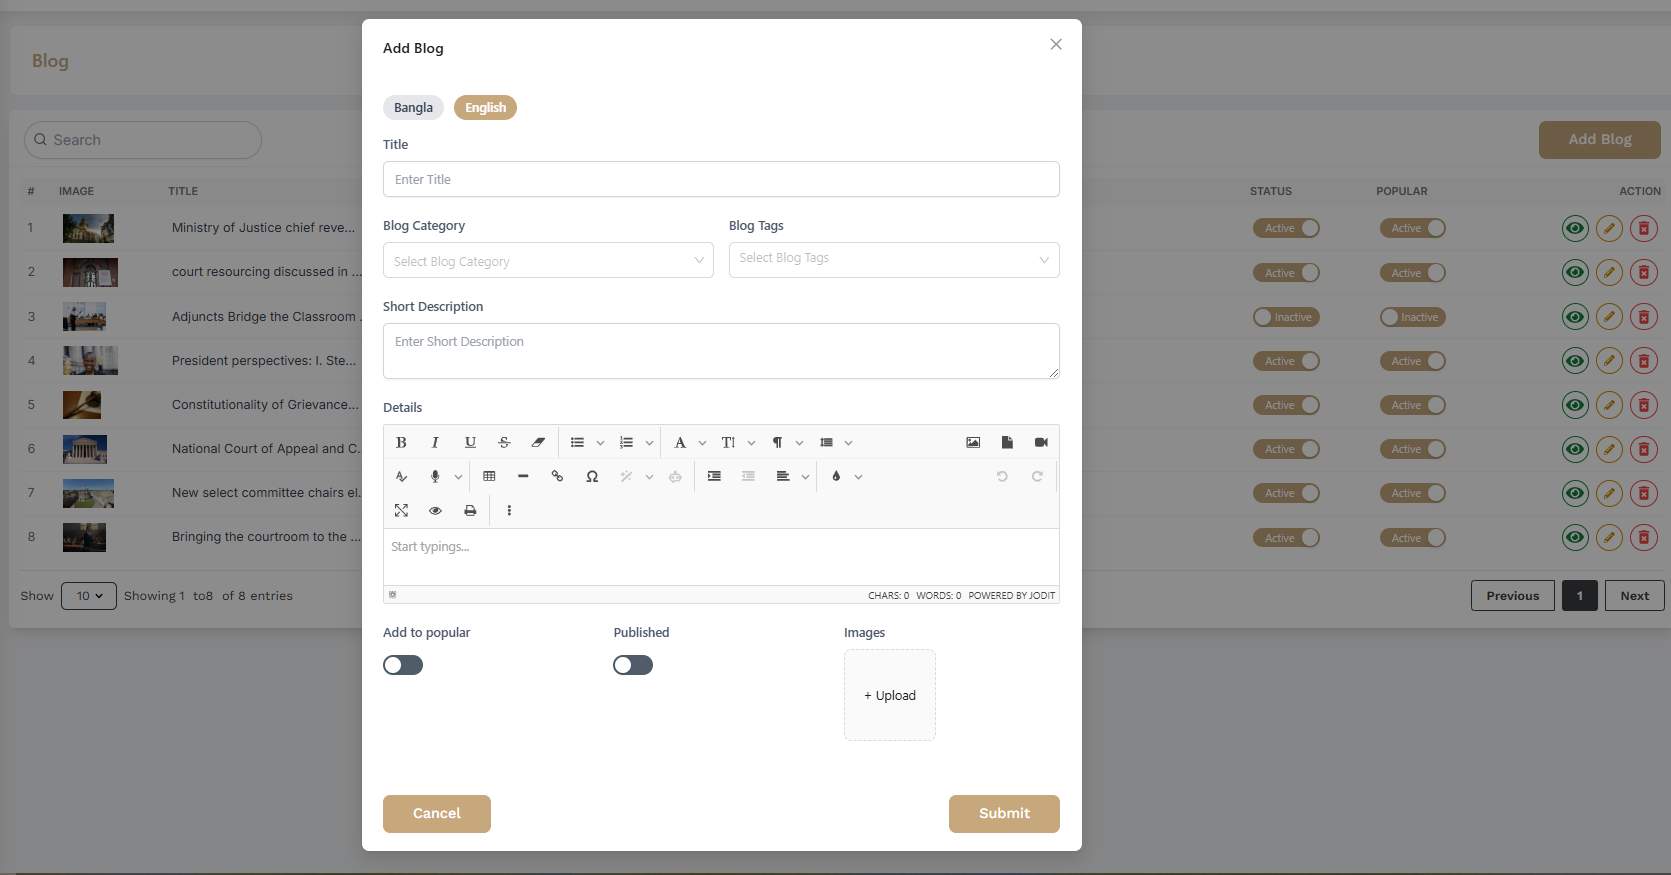 Blog
Search
Add Blog
# IMAGE TITLE STATUS POPULAR ACTION
1 Ministry of Justice chief reve... Active Active
2 court resourcing discussed in ... Active Active
3 Adjuncts Bridge the Classroom . Inactive Inactive
4 President perspectives: I. Ste... Active Active
5 Constitutionality of Grievance... Active Active
6 National Court of Appeal and C. Active Active
7 New select committee chairs el. Active Active
8 Bringing the courtroom to the ... Active Active
Show 10 Showing 1 to8 of 8 entries Previous 1 Next
Add Blog
Bangla English
Title
Enter Title
Blog Category Blog Tags
Select Blog Category Select Blog Tags
Short Description
Enter Short Description
Details
Start typings...
CHARS: 0 WORDS: 0 POWERED BY JODIT
Add to popular Published Images
+ Upload
Cancel Submit